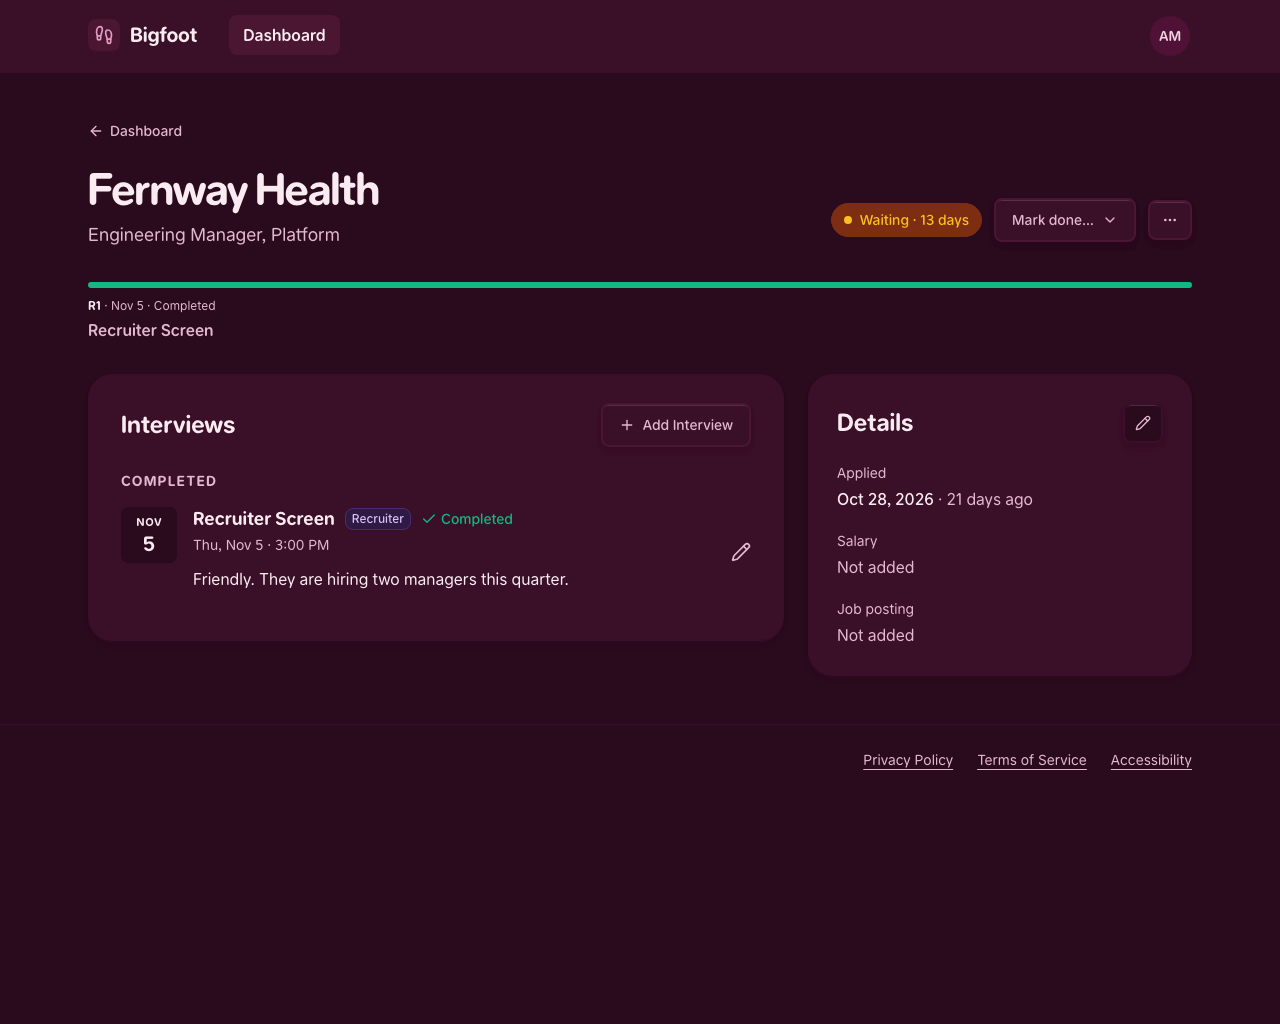 Bigfoot
Dashboard
AM
Dashboard
Fernway Health
Engineering Manager, Platform
Waiting · 13 days
Mark done...
R1 · Nov 5 · Completed
Recruiter Screen
Interviews
Add Interview
COMPLETED
NOV
5
Recruiter Screen
Recruiter
Completed
Thu, Nov 5 · 3:00 PM
Friendly. They are hiring two managers this quarter.
Details
Applied
Oct 28, 2026 · 21 days ago
Salary
Not added
Job posting
Not added
Privacy Policy
Terms of Service
Accessibility